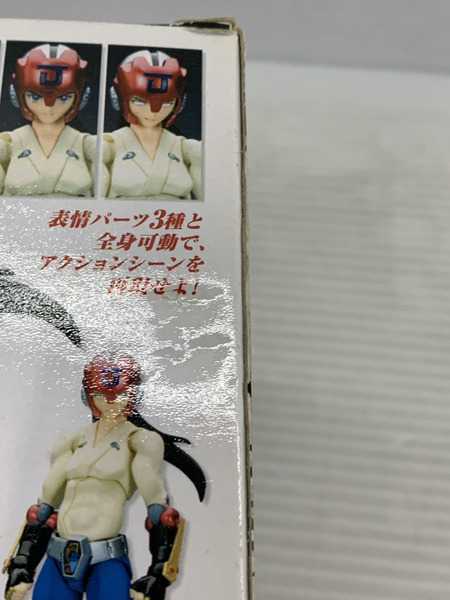 J
J
表情パーツ3種と
全身可動で、
アクションシーンを
再現せよ!
J